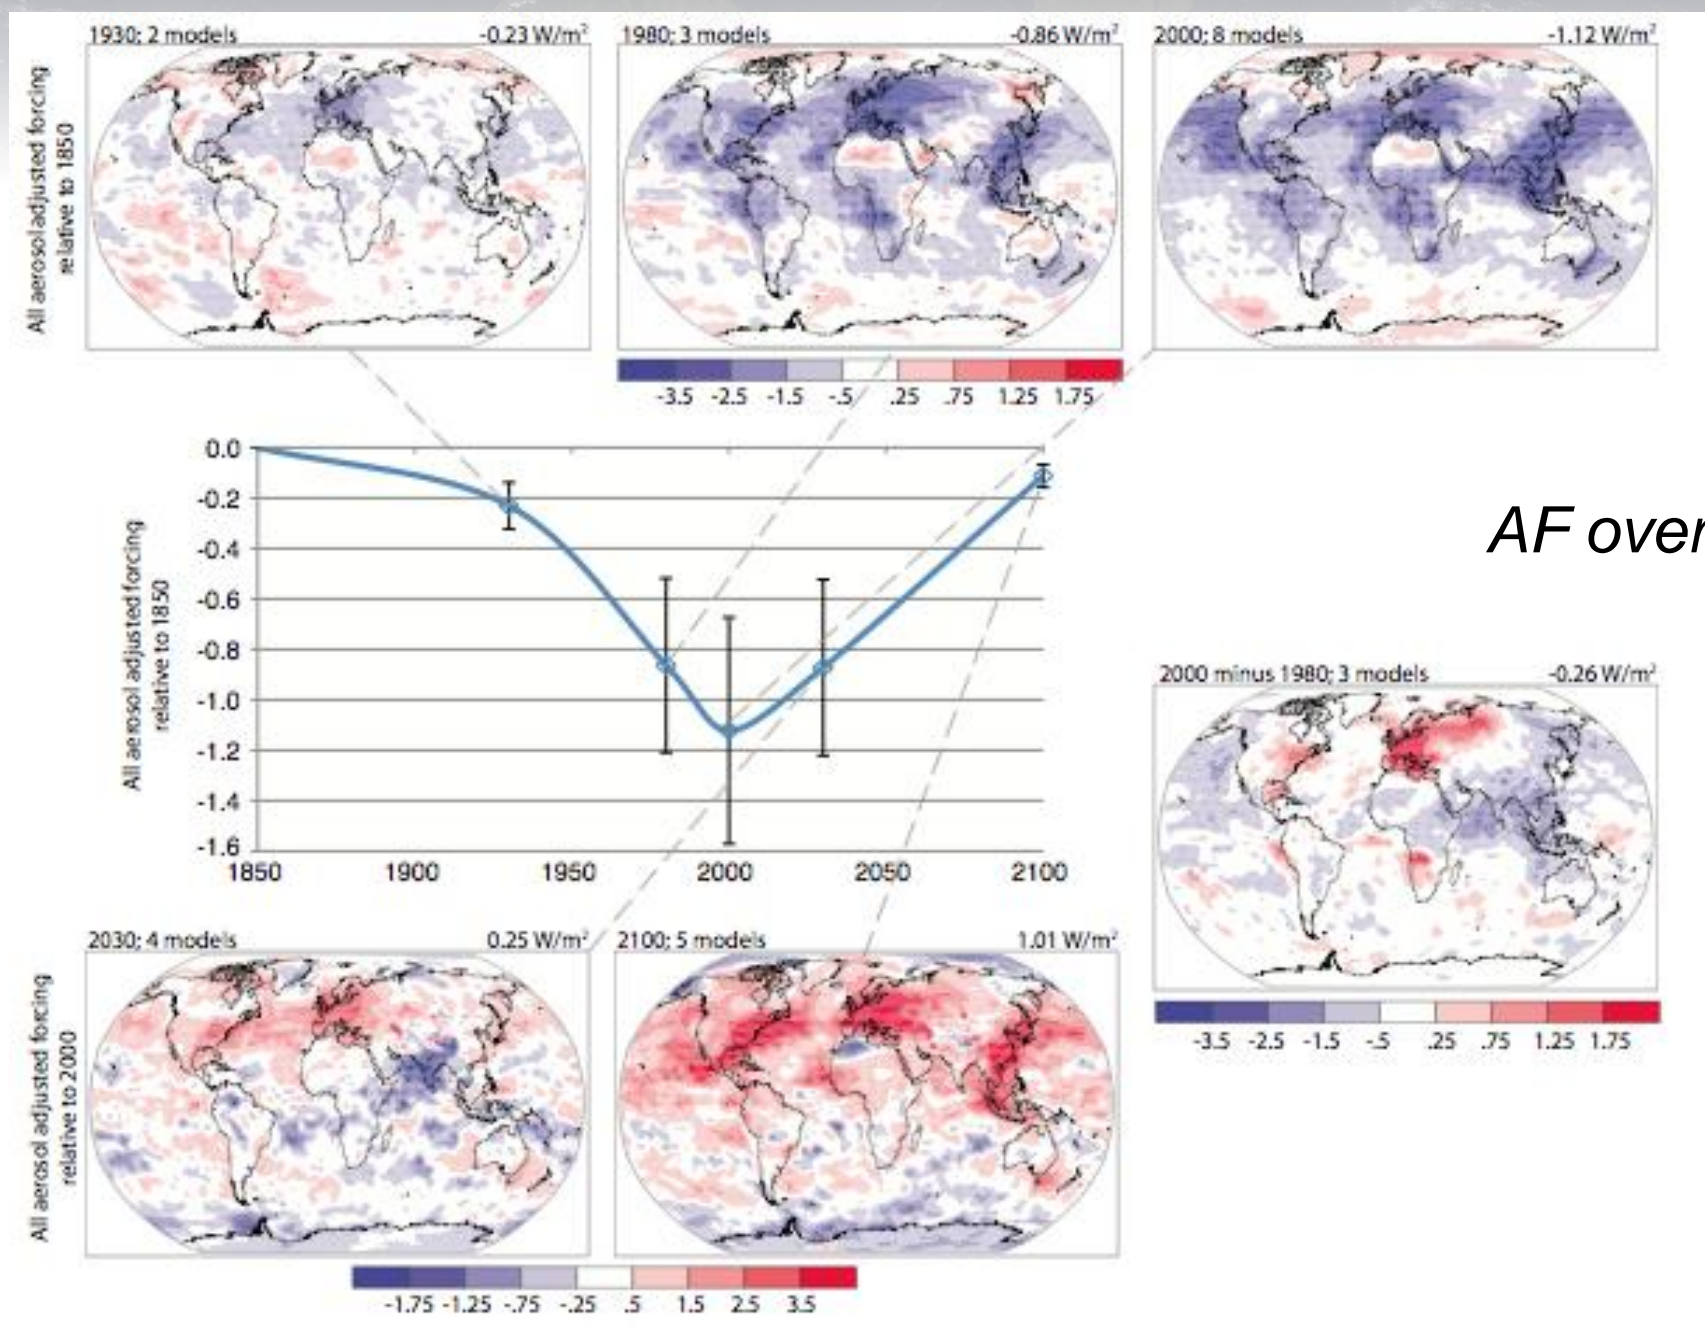 1930; 2 models
-0.23 W/m²
1980; 3 models
-0.86 W/m²
2000; 8 models
-1.12 W/m²
All aerosol adjusted forcing
relative to 1850
-3.5 -2.5 -1.5 -.5 .25 .75 1.25 1.75
0.0
-0.2
-0.4
-0.6
-0.8
-1.0
-1.2
-1.4
-1.6
All aerosol adjusted forcing
relative to 1850
1850 1900 1950 2000 2050 2100
AF over
2000 minus 1980; 3 models
-0.26 W/m²
-3.5 -2.5 -1.5 -.5 .25 .75 1.25 1.75
2030; 4 models
0.25 W/m²
2100; 5 models
1.01 W/m²
All aerosol adjusted forcing
relative to 2000
-1.75 -1.25 -.75 -.25 .5 1.5 2.5 3.5